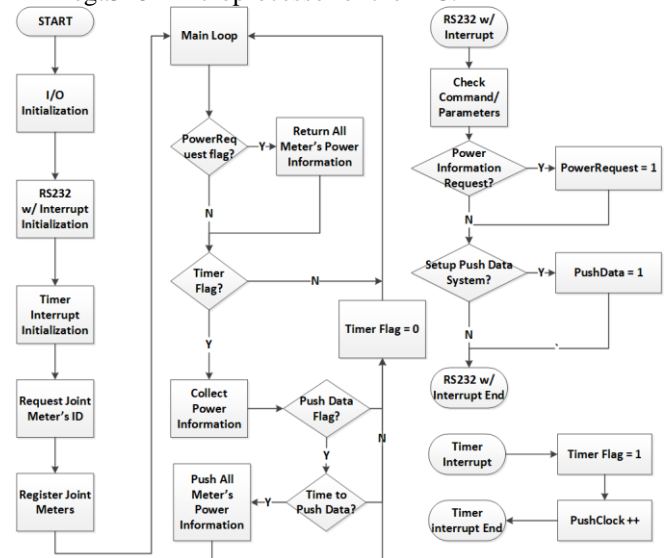 START
I/O
Initialization
RS232
w/ Interrupt
Initialization
Timer
Interrupt
Initialization
Request Joint
Meter's ID
Register Joint
Meters
Main Loop
PowerReq
uest flag?
Y
Return All
Meter's Power
Information
N
Timer
Flag?
N
Y
Timer Flag = 0
Collect
Power
Information
Push Data
Flag?
N
Y
Time to
Push Data?
Y
Push All
Meter's
Power
Information
RS232 w/
Interrupt
Check
Command/
Parameters
Power
Information
Request?
Y
PowerRequest = 1
N
Setup Push Data
System?
Y
PushData = 1
N
RS232 w/
Interrupt End
Timer
Interrupt
Timer Flag = 1
PushClock ++
Timer
interrupt End